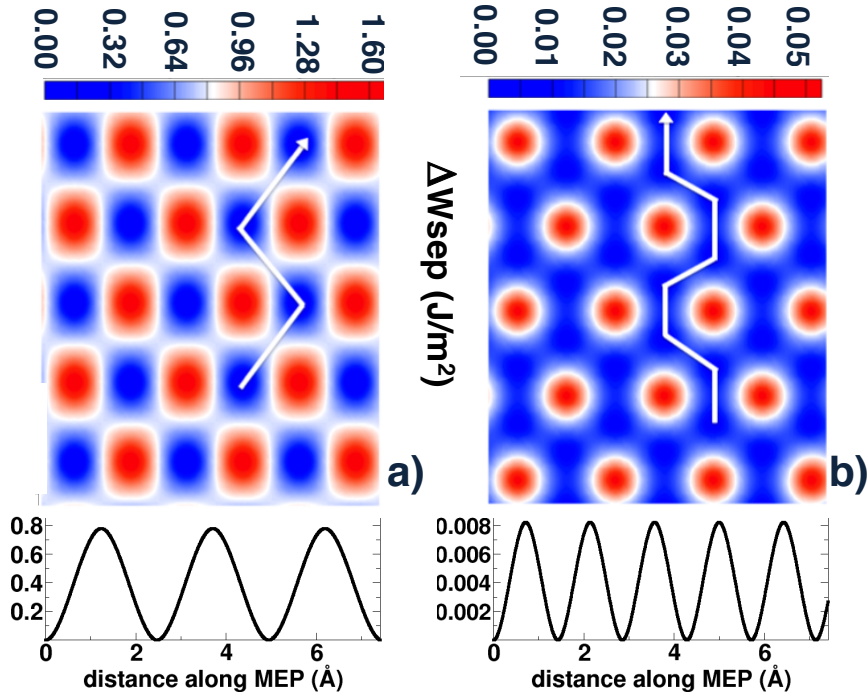 0.00 0.32 0.64 0.96 1.28 1.60
0.00 0.01 0.02 0.03 0.04 0.05
ΔWsep (J/m²)
a)
b)
0.8
0.6
0.4
0.2
0 2 4 6
distance along MEP (Å)
0.008
0.006
0.004
0.002
0 2 4 6
distance along MEP (Å)